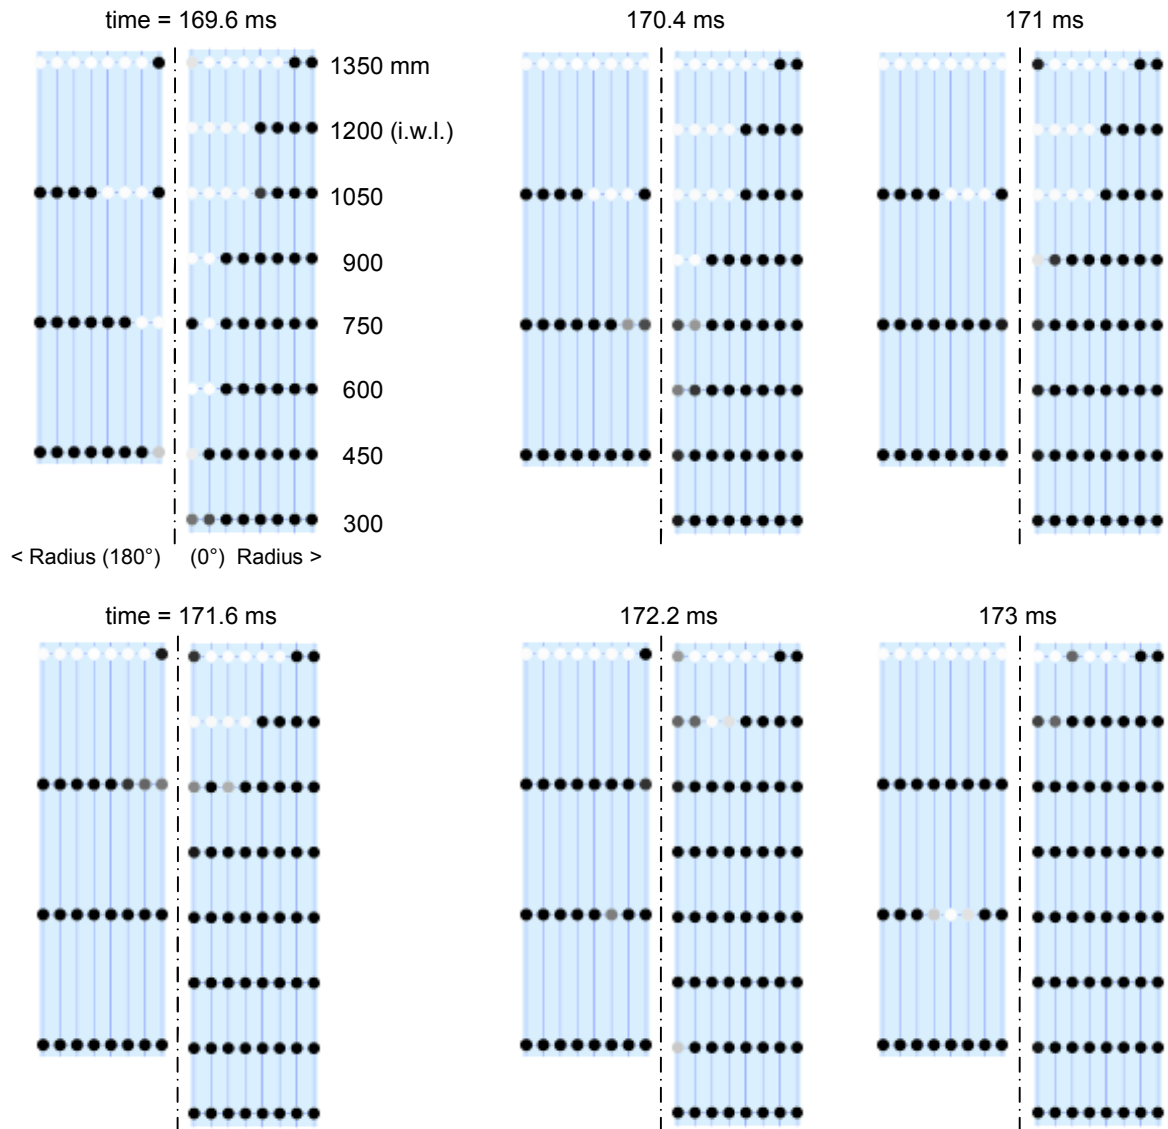 time = 169.6 ms
170.4 ms
171 ms
1350 mm
1200 (i.w.l.)
1050
900
750
600
450
300
< Radius (180°) (0°) Radius >
time = 171.6 ms
172.2 ms
173 ms